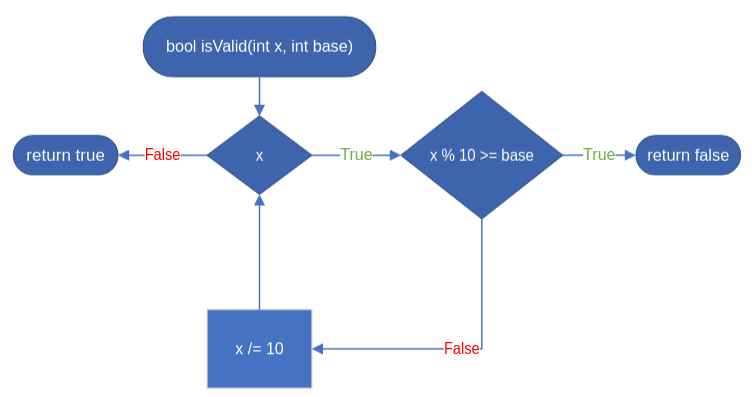 bool isValid(int x, int base)
return true
False
x
True
x % 10 >= base
True
return false
x /= 10
False